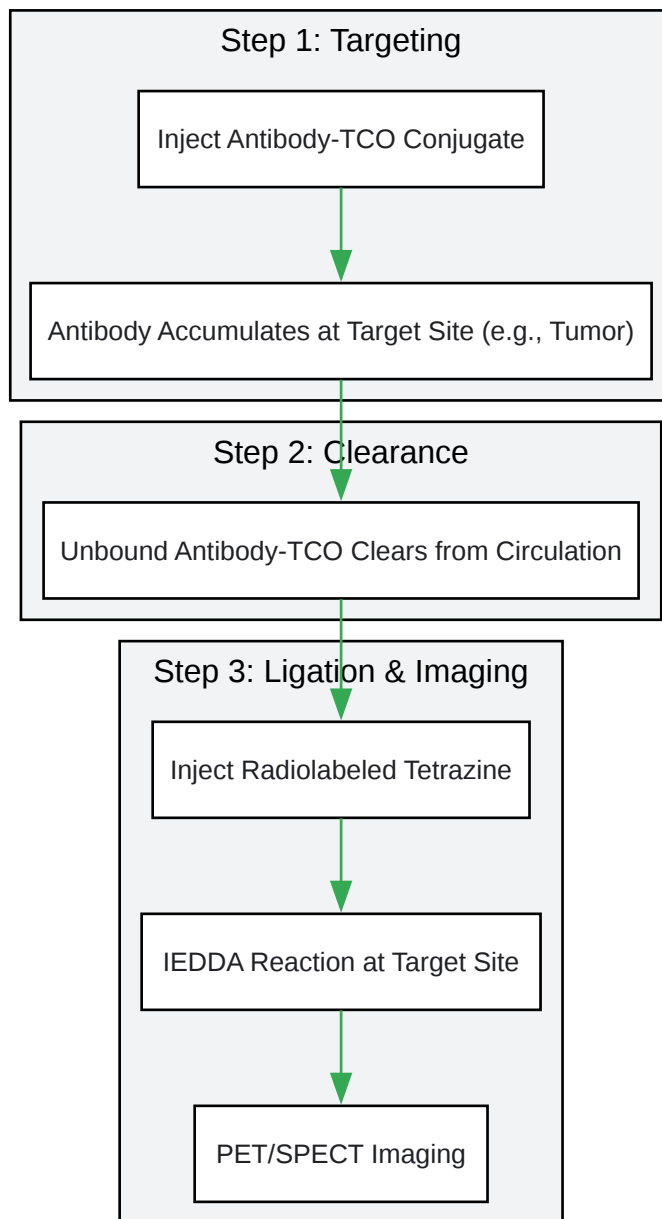 Step 1: Targeting
Inject Antibody-TCO Conjugate
Antibody Accumulates at Target Site (e.g., Tumor)
Step 2: Clearance
Unbound Antibody-TCO Clears from Circulation
Step 3: Ligation & Imaging
Inject Radiolabeled Tetrazine
IEDDA Reaction at Target Site
PET/SPECT Imaging